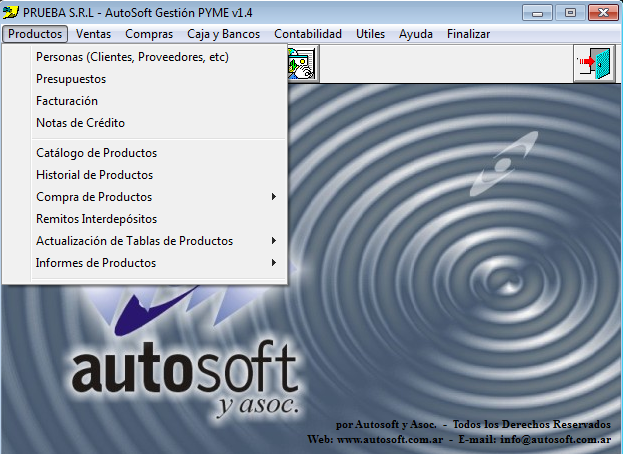 PRUEBA S.R.L - AutoSoft Gestión PYME v1.4
Productos Ventas Compras Caja y Bancos Contabilidad Utiles Ayuda Finalizar
Personas (Clientes, Proveedores, etc)
Presupuestos
Facturación
Notas de Crédito
Catálogo de Productos
Historial de Productos
Compra de Productos
Remitos Interdepósitos
Actualización de Tablas de Productos
Informes de Productos
autosoft
y asoc.
por Autosoft y Asoc. - Todos los Derechos Reservados
Web: www.autosoft.com.ar - E-mail: info@autosoft.com.ar